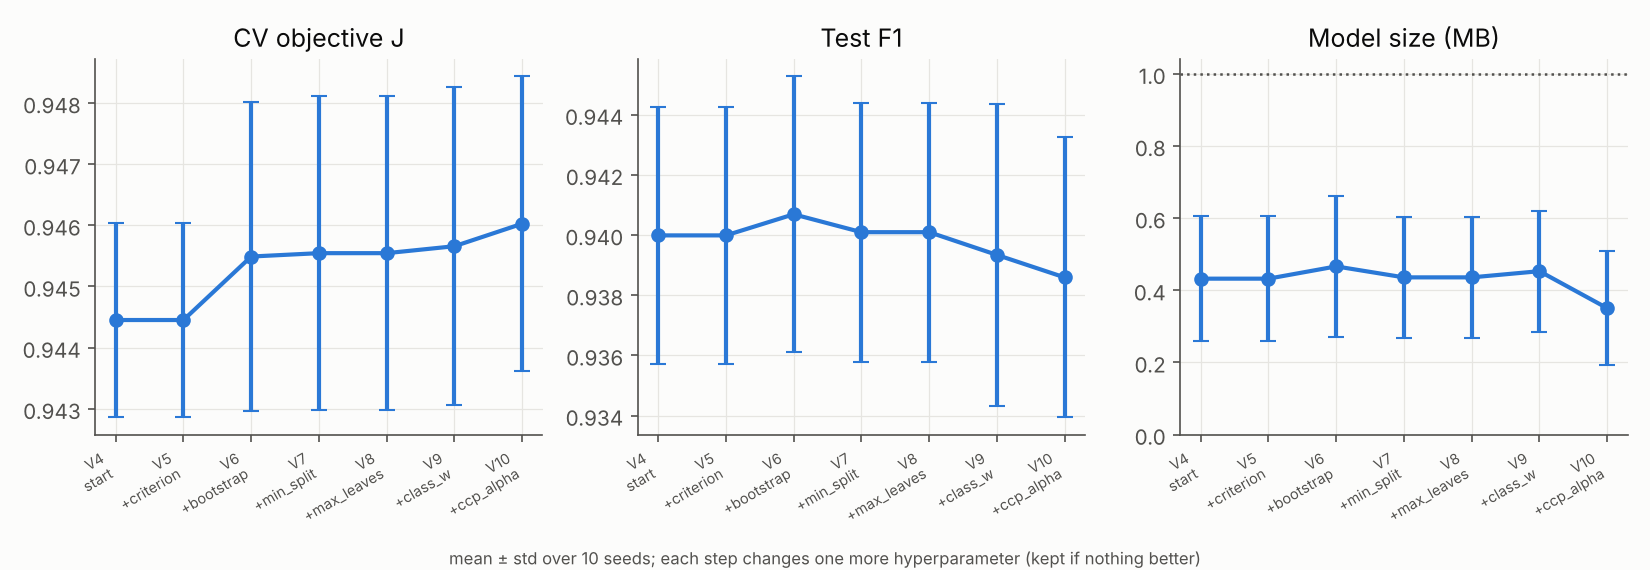 CV objective J
0.948
0.947
0.946
0.945
0.944
0.943
V4
start
V5
+criterion
V6
+bootstrap
V7
+min_split
V8
+max_leaves
V9
+class_w
V10
+ccp_alpha
Test F1
0.944
0.942
0.940
0.938
0.936
0.934
V4
start
V5
+criterion
V6
+bootstrap
V7
+min_split
V8
+max_leaves
V9
+class_w
V10
+ccp_alpha
Model size (MB)
1.0
0.8
0.6
0.4
0.2
0.0
V4
start
V5
+criterion
V6
+bootstrap
V7
+min_split
V8
+max_leaves
V9
+class_w
V10
+ccp_alpha
mean ± std over 10 seeds; each step changes one more hyperparameter (kept if nothing better)